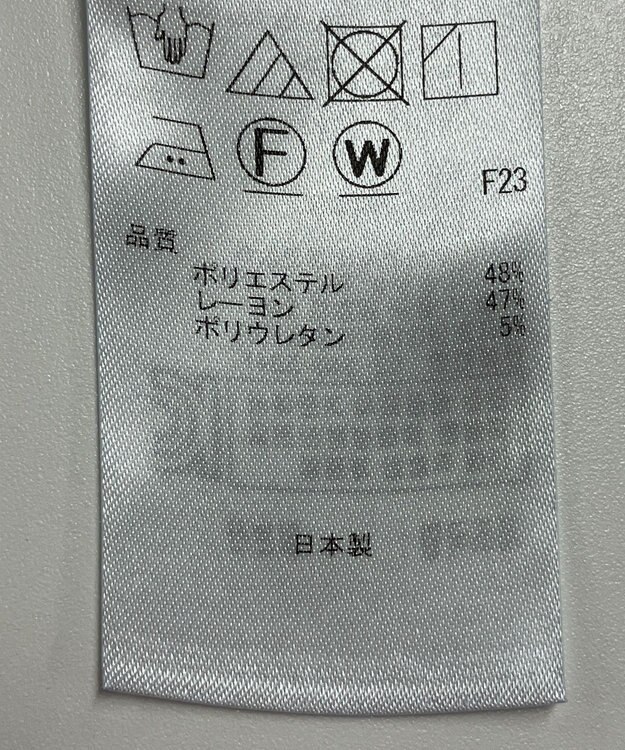 F
W
F23
品質
ポリエステル 48%
レーヨン 47%
ポリウレタン 5%
日本製